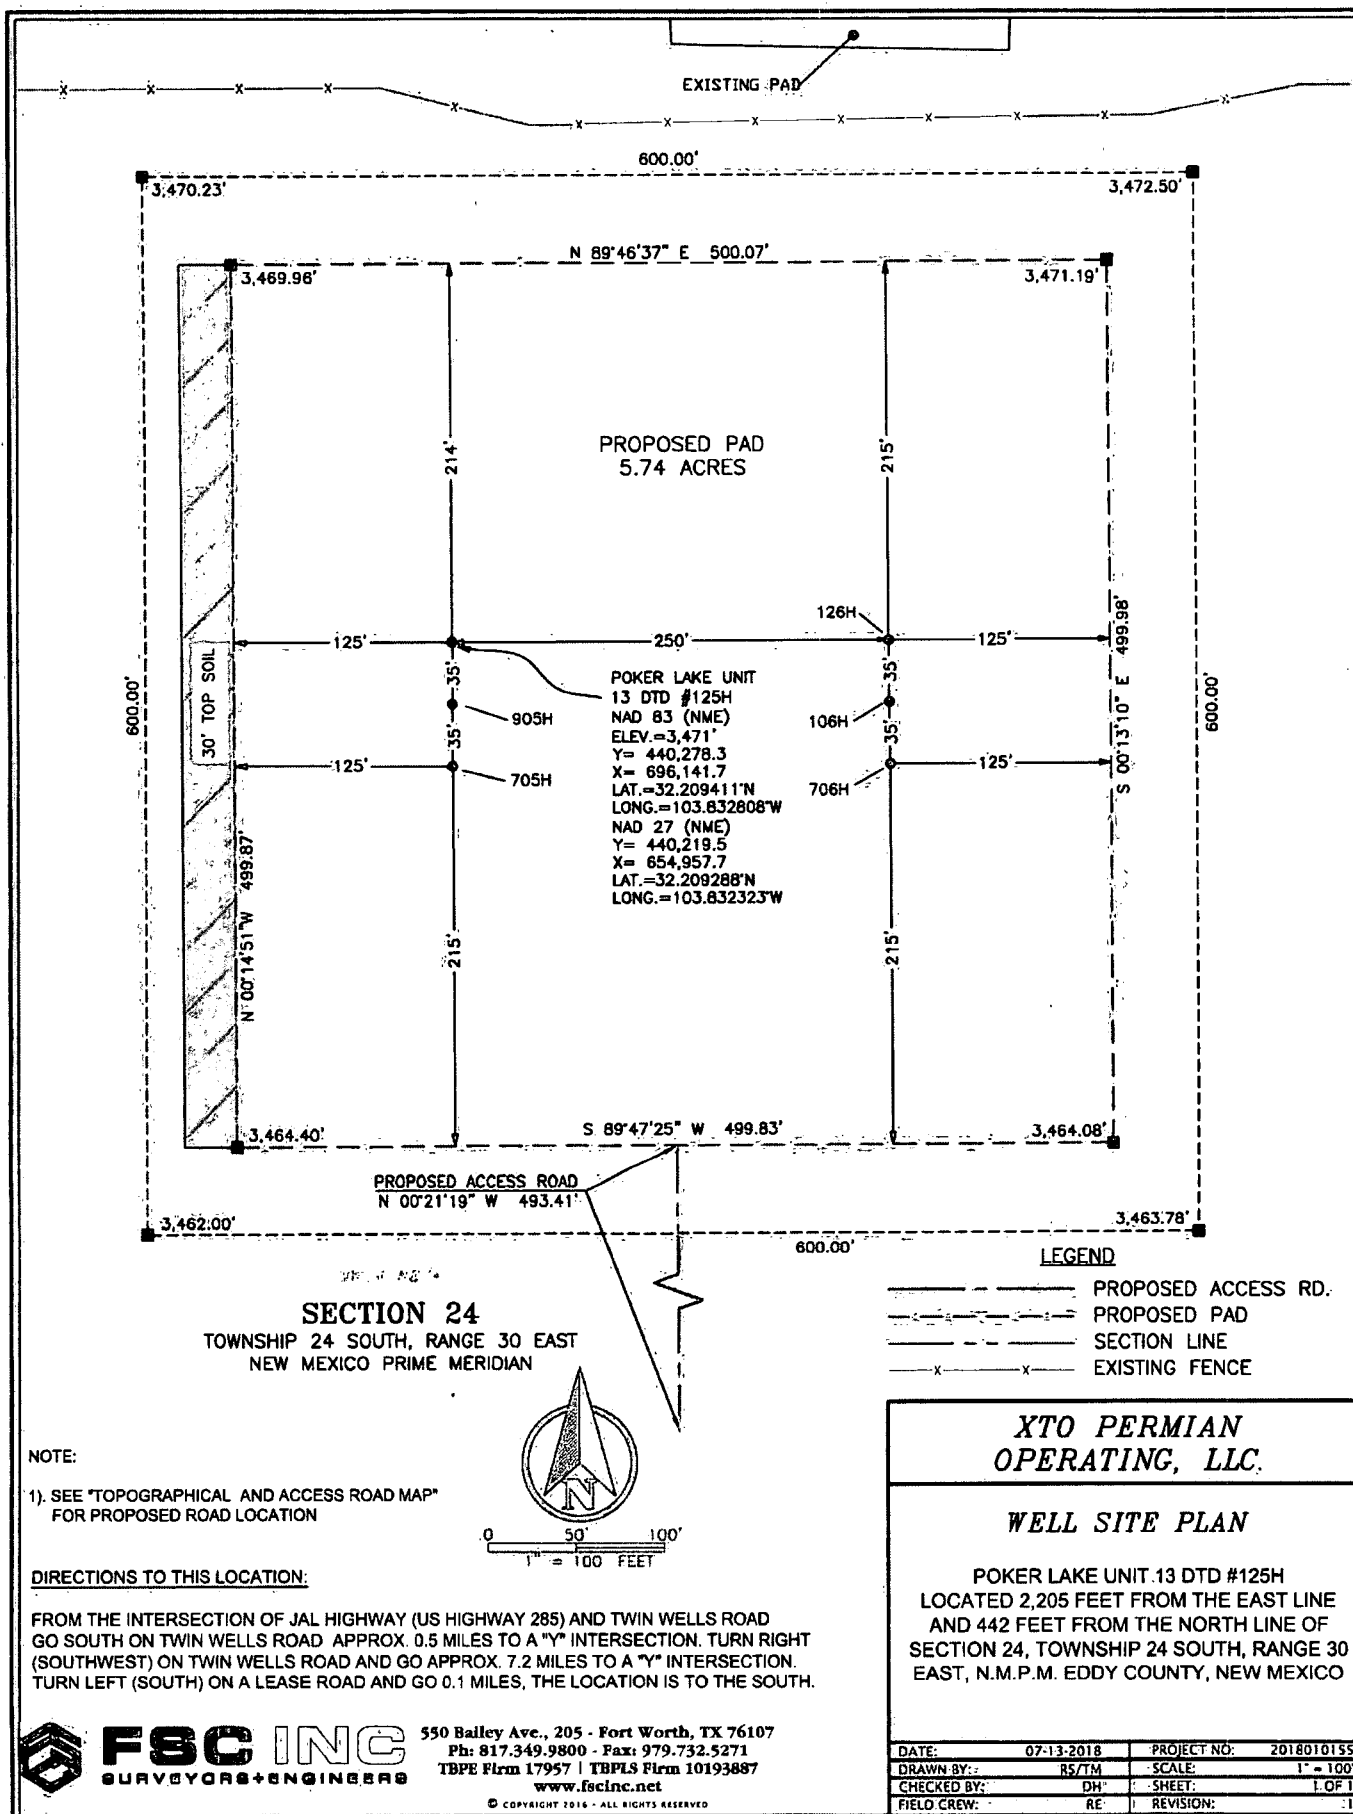 EXISTING PAD
600.00'
3,470.23'
3,472.50'
N 89°46'37" E 500.07'
3,469.96'
3,471.19'
PROPOSED PAD
5.74 ACRES
214'
215'
126H
125'
250'
125'
35'
35'
POKER LAKE UNIT
13 DTD #125H
NAD 83 (NME)
ELEV.=3,471'
Y= 440,278.3
X= 696,141.7
LAT.=32.209411°N
LONG.=103.832808°W
NAD 27 (NME)
Y= 440,219.5
X= 654,957.7
LAT.=32.209288°N
LONG.=103.832323°W
905H
106H
35'
35'
125'
705H
706H
125'
30' TOP SOIL
600.00'
600.00'
N 00°14'51" W 499.87'
S 00°13'10" E 499.98'
215'
215'
S 89°47'25" W 499.83'
3,464.40'
3,464.08'
PROPOSED ACCESS ROAD
N 00°21'19" W 493.41'
3,462.00'
3,463.78'
600.00'
LEGEND
PROPOSED ACCESS RD.
PROPOSED PAD
SECTION LINE
EXISTING FENCE
SECTION 24
TOWNSHIP 24 SOUTH, RANGE 30 EAST
NEW MEXICO PRIME MERIDIAN
N
0 50' 100'
1" = 100 FEET
NOTE:
1). SEE "TOPOGRAPHICAL AND ACCESS ROAD MAP"
FOR PROPOSED ROAD LOCATION
DIRECTIONS TO THIS LOCATION:
FROM THE INTERSECTION OF JAL HIGHWAY (US HIGHWAY 285) AND TWIN WELLS ROAD
GO SOUTH ON TWIN WELLS ROAD APPROX. 0.5 MILES TO A "Y" INTERSECTION. TURN RIGHT
(SOUTHWEST) ON TWIN WELLS ROAD AND GO APPROX. 7.2 MILES TO A "Y" INTERSECTION.
TURN LEFT (SOUTH) ON A LEASE ROAD AND GO 0.1 MILES, THE LOCATION IS TO THE SOUTH.
FSC INC
SURVEYORS+ENGINEERS
550 Bailey Ave., 205 - Fort Worth, TX 76107
Ph: 817.349.9800 - Fax: 979.732.5271
TBPE Firm 17957 | TBPLS Firm 10193887
www.fscinc.net
© COPYRIGHT 2016 - ALL RIGHTS RESERVED
XTO PERMIAN
OPERATING, LLC.
WELL SITE PLAN
POKER LAKE UNIT 13 DTD #125H
LOCATED 2,205 FEET FROM THE EAST LINE
AND 442 FEET FROM THE NORTH LINE OF
SECTION 24, TOWNSHIP 24 SOUTH, RANGE 30
EAST, N.M.P.M. EDDY COUNTY, NEW MEXICO
DATE: 07-13-2018 PROJECT NO: 2018010155
DRAWN BY: RS/TM SCALE: 1" = 100'
CHECKED BY: DH SHEET: 1 OF 1
FIELD CREW: RE REVISION: 1